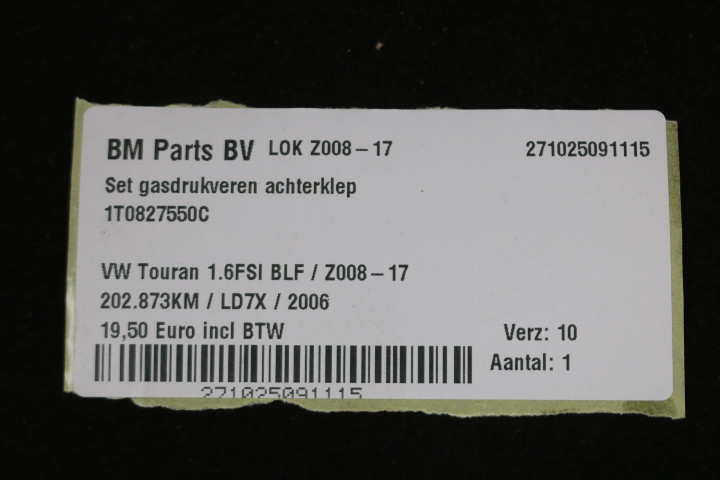 BM Parts BV LOK Z008-17 271025091115
Set gasdrukveren achterklep
1T0827550C
VW Touran 1.6FSI BLF / Z008-17
202.873KM / LD7X / 2006
19,50 Euro incl BTW Verz: 10
Aantal: 1
271025091115